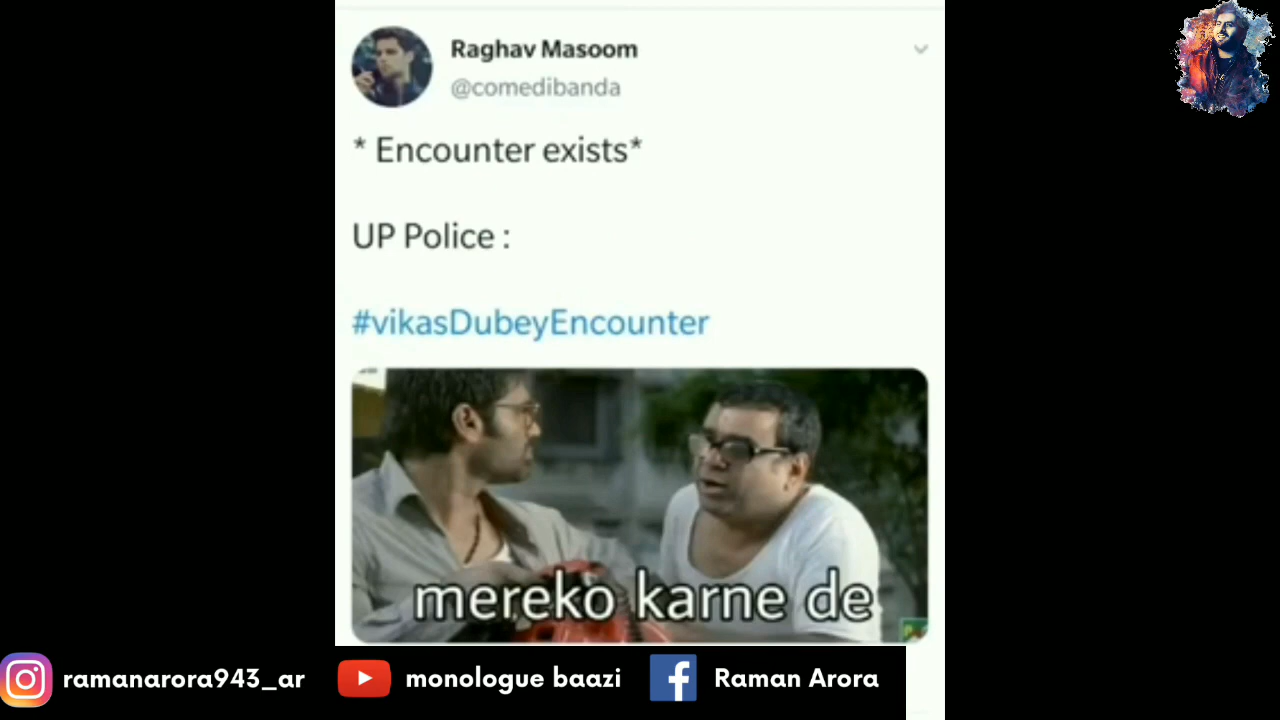 Raghav Masoom
@comedibanda
* Encounter exists*
UP Police :
#vikasDubeyEncounter
mereko karne de
ramanarora943_ar
monologue baazi
Raman Arora